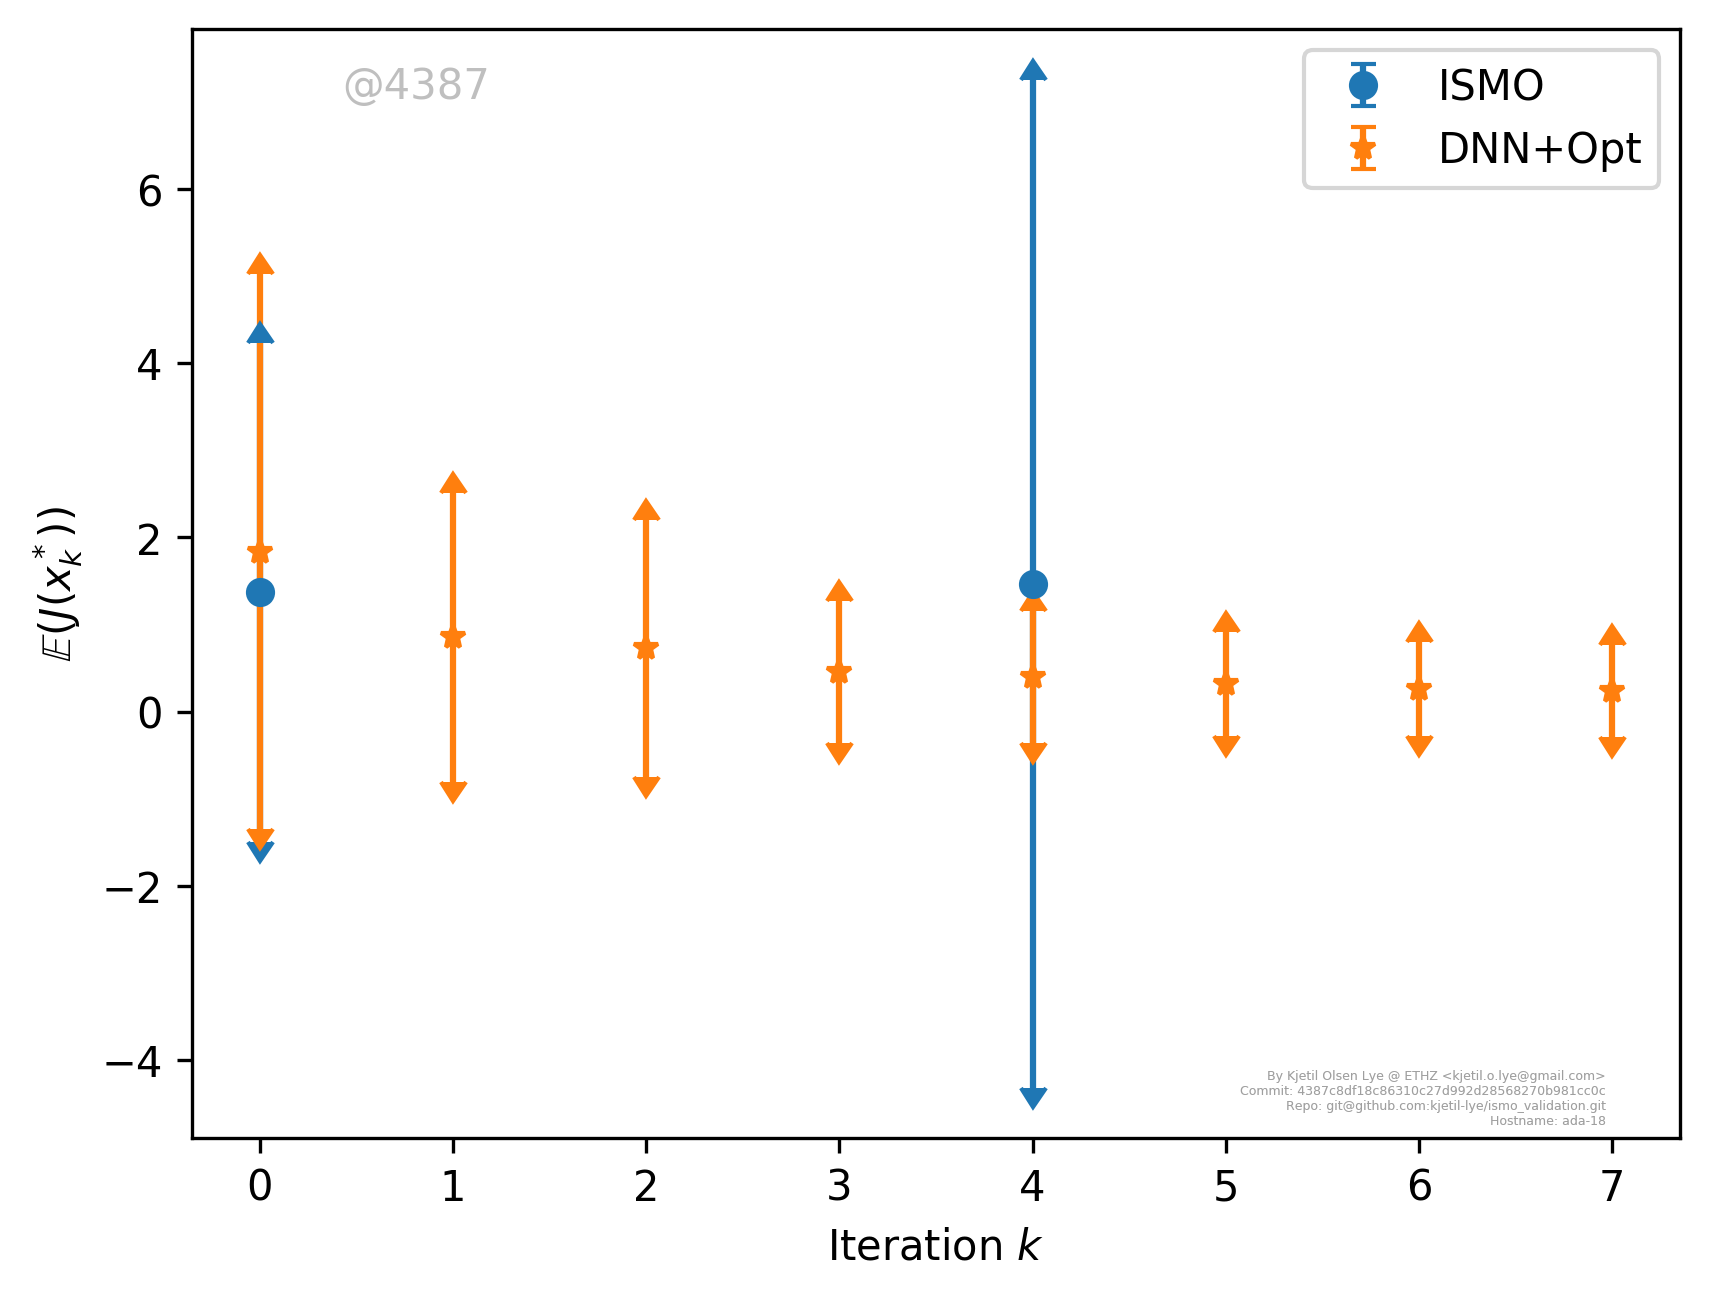 @4387
ISMO
DNN+Opt
6
4
2
0
−2
−4
𝔼(J(x*k))
By Kjetil Olsen Lye @ ETHZ <kjetil.o.lye@gmail.com>
Commit: 4387c8df18c86310c27d992d28568270b981cc0c
Repo: git@github.com:kjetil-lye/ismo_validation.git
Hostname: ada-18
0 1 2 3 4 5 6 7
Iteration k